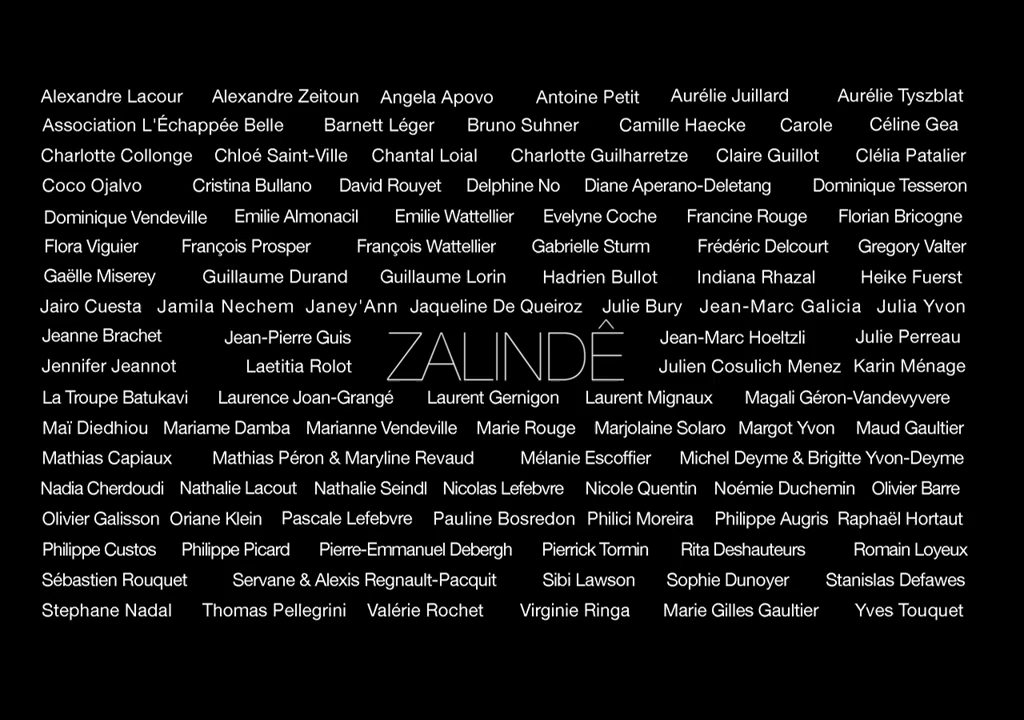 Alexandre Lacour Alexandre Zeitoun Angela Apovo Antoine Petit Aurélie Juillard Aurélie Tyszblat
Association L'Échappée Belle Barnett Léger Bruno Suhner Camille Haecke Carole Céline Gea
Charlotte Collonge Chloé Saint-Ville Chantal Loial Charlotte Guilharretze Claire Guillot Clélia Patalier
Coco Ojalvo Cristina Bullano David Rouyet Delphine No Diane Aperano-Deletang Dominique Tesseron
Dominique Vendeville Emilie Almonacil Emilie Wattellier Evelyne Coche Francine Rouge Florian Bricogne
Flora Viguier François Prosper François Wattellier Gabrielle Sturm Frédéric Delcourt Gregory Valter
Gaëlle Miserey Guillaume Durand Guillaume Lorin Hadrien Bullot Indiana Rhazal Heike Fuerst
Jairo Cuesta Jamila Nechem Janey'Ann Jaqueline De Queiroz Julie Bury Jean-Marc Galicia Julia Yvon
Jeanne Brachet Jean-Pierre Guis Jean-Marc Hoeltzli Julie Perreau
ZALINDÊ
Jennifer Jeannot Laetitia Rolot Julien Cosulich Menez Karin Ménage
La Troupe Batukavi Laurence Joan-Grangé Laurent Gernigon Laurent Mignaux Magali Géron-Vandevyvere
Maï Diedhiou Mariame Damba Marianne Vendeville Marie Rouge Marjolaine Solaro Margot Yvon Maud Gaultier
Mathias Capiaux Mathias Péron & Maryline Revaud Mélanie Escoffier Michel Deyme & Brigitte Yvon-Deyme
Nadia Cherdoudi Nathalie Lacout Nathalie Seindl Nicolas Lefebvre Nicole Quentin Noémie Duchemin Olivier Barre
Olivier Galisson Oriane Klein Pascale Lefebvre Pauline Bosredon Philici Moreira Philippe Augris Raphaël Hortaut
Philippe Custos Philippe Picard Pierre-Emmanuel Debergh Pierrick Tormin Rita Deshauteurs Romain Loyeux
Sébastien Rouquet Servane & Alexis Regnault-Pacquit Sibi Lawson Sophie Dunoyer Stanislas Defawes
Stephane Nadal Thomas Pellegrini Valérie Rochet Virginie Ringa Marie Gilles Gaultier Yves Touquet